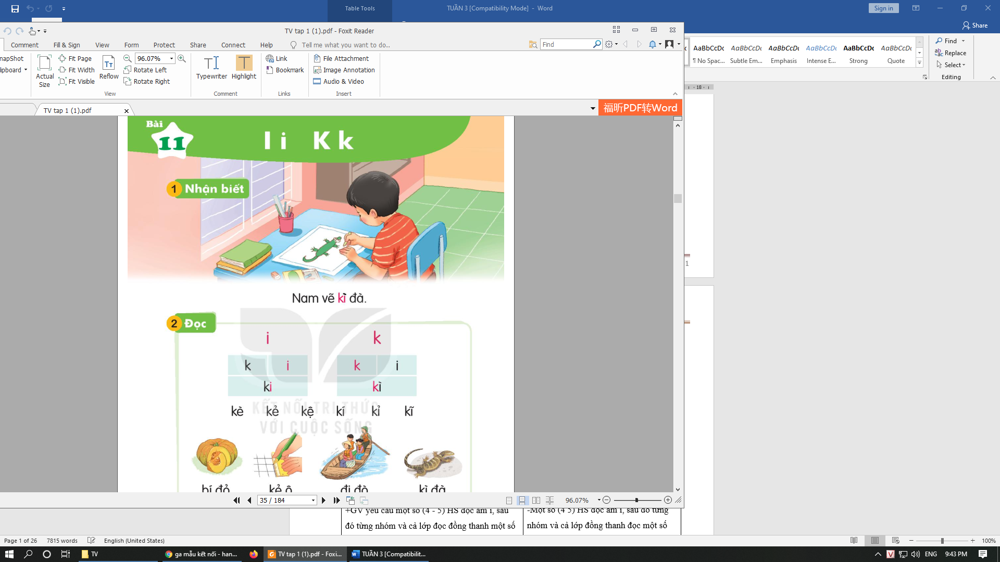 Table Tools
TUẦN 3 [Compatibility Mode] - Word
Sign in
Share
TV tap 1 (1).pdf - Foxit Reader
Comment Fill & Sign View Form Protect Share Connect Help Tell me what you want to do..
Find
Find
Replace
Select
Editing
AaBbCcDc AaBbCcDc AaBbCcDc AaBbCcDc AaBbCcDc AaBbCcDc
¶ No Spac... Subtle Em... Emphasis Intense E... Strong Quote
napShot
lipboard
Actual Size
Fit Page
Fit Width
Fit Visible
Reflow
96.07%
Rotate Left
Rotate Right
View
Typewriter Highlight
Comment
Link
Bookmark
Links
File Attachment
Image Annotation
Audio & Video
Insert
18
TV tap 1 (1).pdf
福昕PDF转Word
Bài
11
I i K k
1 Nhận biết
Nam vẽ kì đà.
2 Đọc
i k
k i k i
ki kì
kè kẻ kệ kí kỉ kĩ
KẾT NỐI TRI THỨC
VỚI CUỘC SỐNG
bí đỏ kẻ ô đi đò kì đà
1
35 / 184
96.07%
+GV yêu cầu một số (4 - 5) HS đọc âm i, sau
đó từng nhóm và cả lớp đọc đồng thanh một số
-Một số (4 5) HS đọc âm i, sau đó từng
nhóm và cả lớp đồng thanh đọc một số
Page 1 of 26 7815 words English (United States) 100%
TV
ga mẫu kết nối - han...
TV tap 1 (1).pdf - Foxi...
TUẦN 3 [Compatibilit...
ENG 9:43 PM